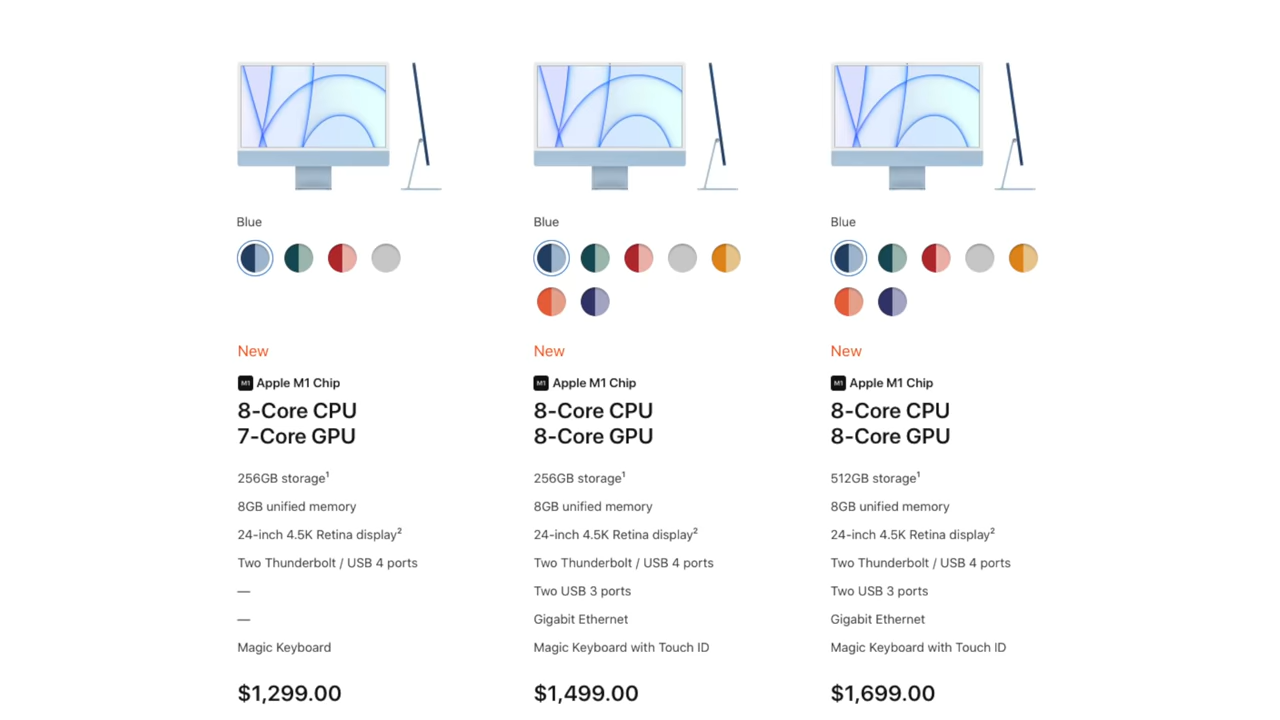 Blue
New
M1 Apple M1 Chip
8-Core CPU
7-Core GPU
256GB storage¹
8GB unified memory
24-inch 4.5K Retina display²
Two Thunderbolt / USB 4 ports
—
—
Magic Keyboard
$1,299.00
Blue
New
M1 Apple M1 Chip
8-Core CPU
8-Core GPU
256GB storage¹
8GB unified memory
24-inch 4.5K Retina display²
Two Thunderbolt / USB 4 ports
Two USB 3 ports
Gigabit Ethernet
Magic Keyboard with Touch ID
$1,499.00
Blue
New
M1 Apple M1 Chip
8-Core CPU
8-Core GPU
512GB storage¹
8GB unified memory
24-inch 4.5K Retina display²
Two Thunderbolt / USB 4 ports
Two USB 3 ports
Gigabit Ethernet
Magic Keyboard with Touch ID
$1,699.00